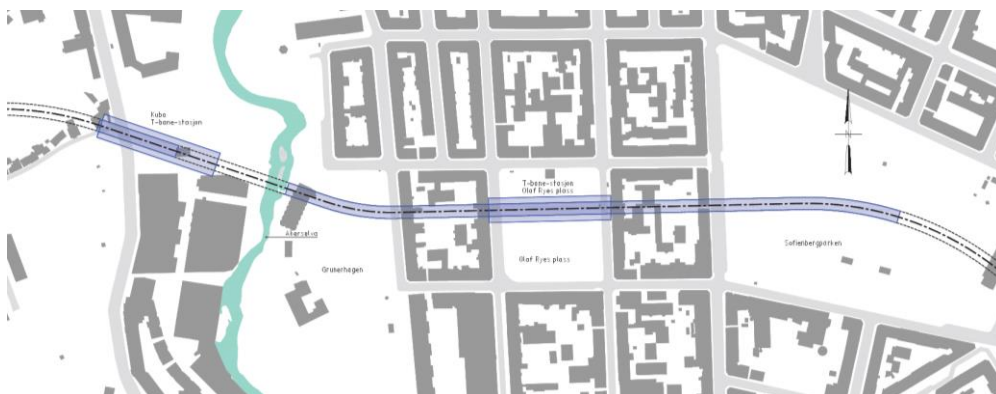 Kuba
T-bane-stasjon
T-bane-stasjon
Olaf Ryes plass
Akerselva
Sofienbergparken
Olaf Ryes plass
Grünerhagen